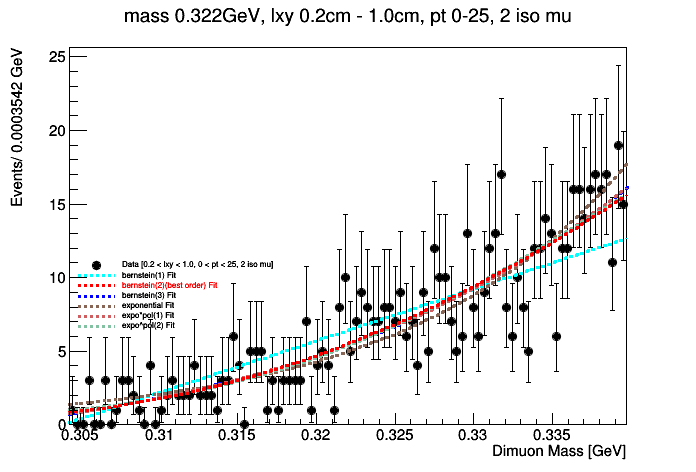 mass 0.322GeV, lxy 0.2cm - 1.0cm, pt 0-25, 2 iso mu
Events/ 0.0003542 GeV
25
20
15
10
5
0
Data [0.2 < lxy < 1.0, 0 < pt < 25, 2 iso mu]
bernstein(1) Fit
bernstein(2)(best order) Fit
bernstein(3) Fit
exponential Fit
expo*pol(1) Fit
expo^pol(2) Fit
0.305 0.31 0.315 0.32 0.325 0.33 0.335
Dimuon Mass [GeV]